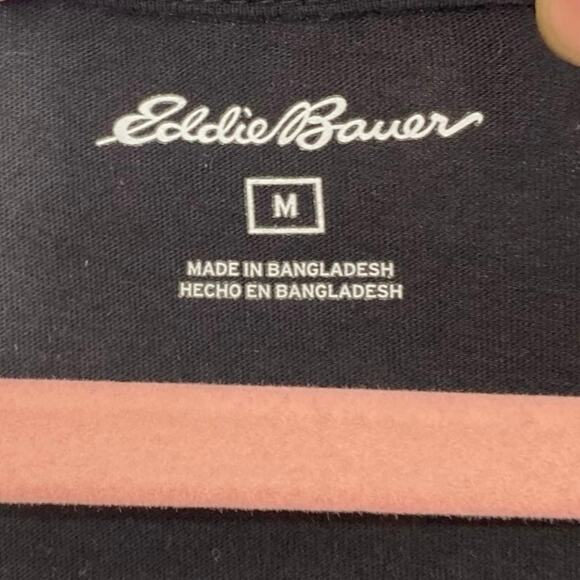 Eddie Bauer
M
MADE IN BANGLADESH
HECHO EN BANGLADESH